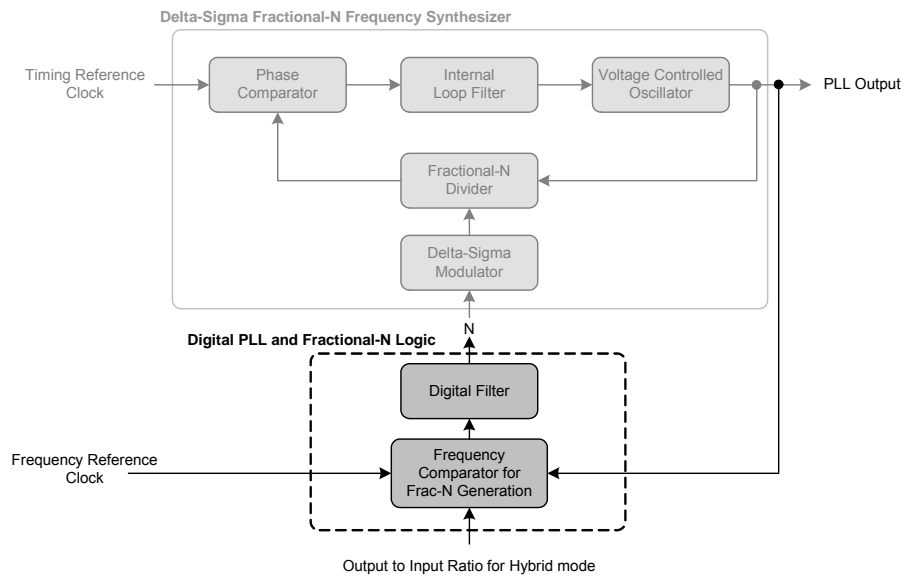 Delta-Sigma Fractional-N Frequency Synthesizer
Timing Reference
Clock
Phase
Comparator
Internal
Loop Filter
Voltage Controlled
Oscillator
PLL Output
Fractional-N
Divider
Delta-Sigma
Modulator
N
Digital PLL and Fractional-N Logic
Digital Filter
Frequency Reference
Clock
Frequency
Comparator for
Frac-N Generation
Output to Input Ratio for Hybrid mode